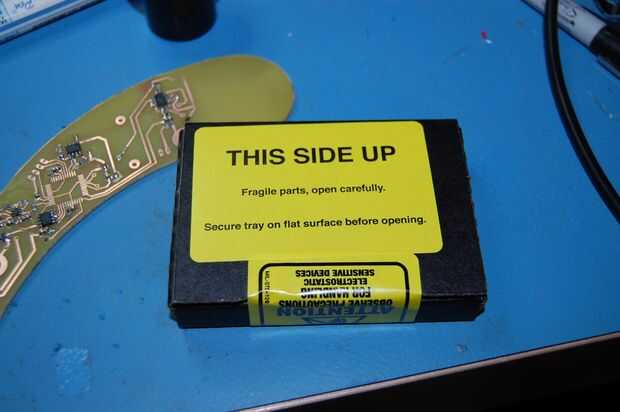 THIS SIDE UP
Fragile parts, open carefully.
Secure tray on flat surface before opening.
ATTENTION
OBSERVE PRECAUTIONS
FOR HANDLING
ELECTROSTATIC
SENSITIVE DEVICES